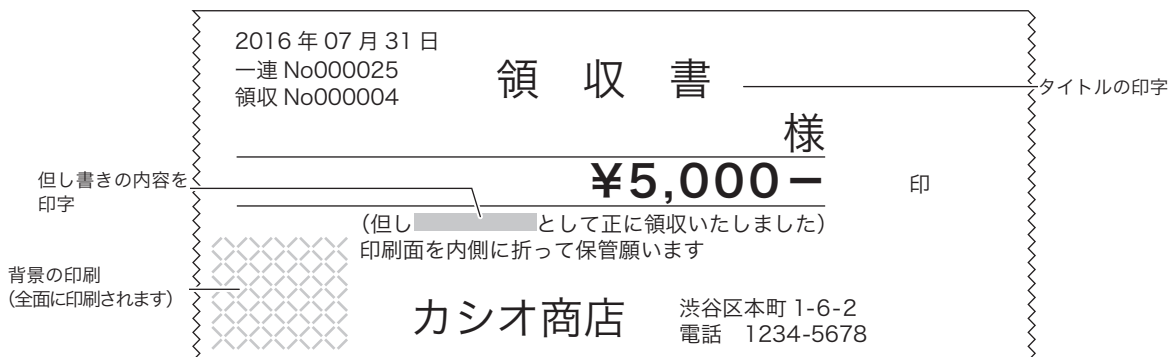 2016 年 07 月 31 日
一連 No000025
領収 No000004
領 収 書
タイトルの印字
様
¥5,000−
印
但し書きの内容を
印字
(但し として正に領収いたしました)
印刷面を内側に折って保管願います
背景の印刷
(全面に印刷されます)
カシオ商店
渋谷区本町 1-6-2
電話 1234-5678